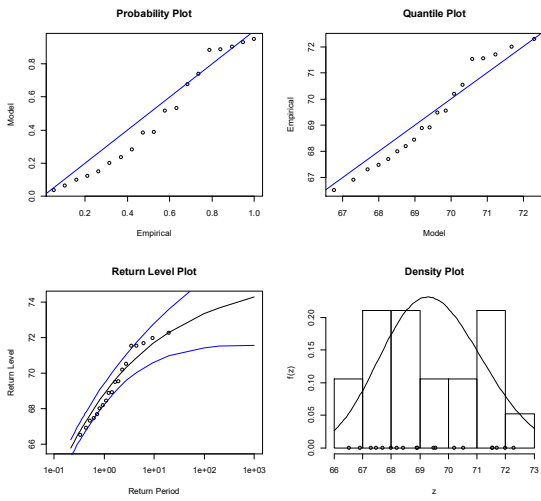 Probability Plot
Model
0.0 0.2 0.4 0.6 0.8
0.2 0.4 0.6 0.8 1.0
Empirical
Quantile Plot
Empirical
67 68 69 70 71 72
67 68 69 70 71 72
Model
Return Level Plot
Return Level
66 68 70 72 74
1e-01 1e+00 1e+01 1e+02 1e+03
Return Period
Density Plot
f(z)
0.00 0.05 0.10 0.15 0.20
66 67 68 69 70 71 72 73
z